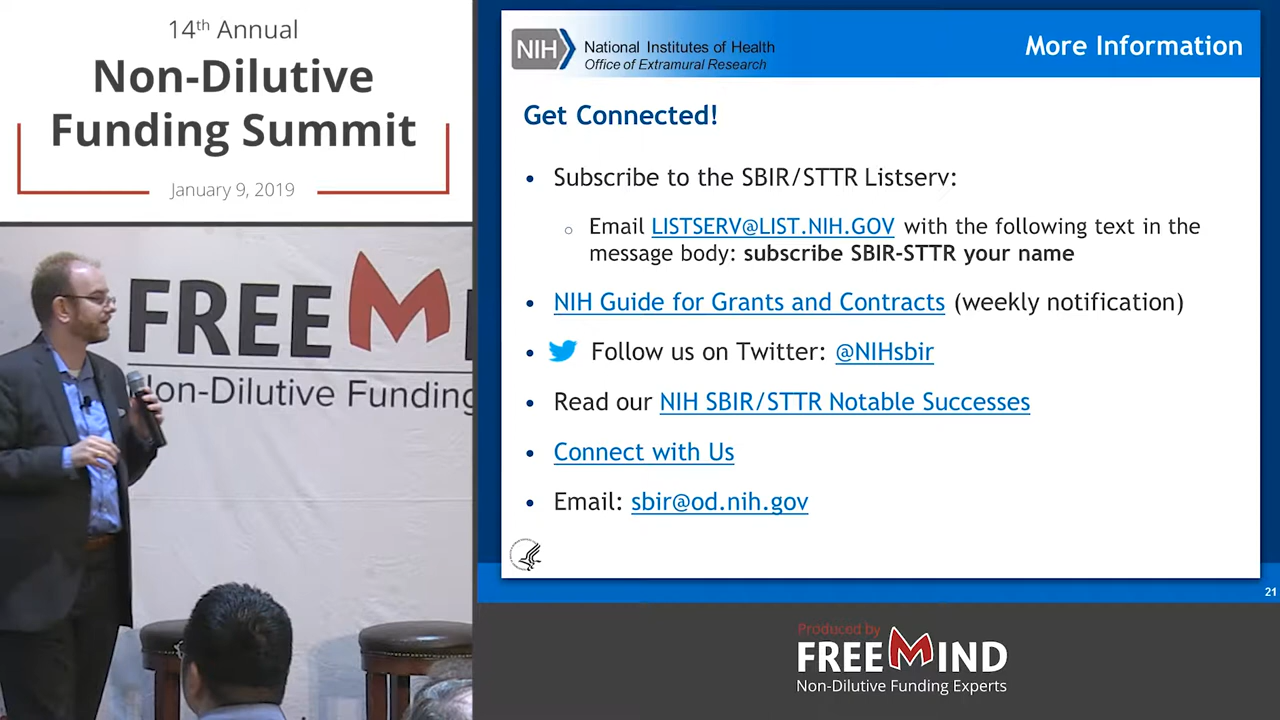 14th Annual
Non-Dilutive
Funding Summit
January 9, 2019
FREE M
Non-Dilutive Funding
NIH
National Institutes of Health
Office of Extramural Research
More Information
Get Connected!
• Subscribe to the SBIR/STTR Listserv:
○ Email LISTSERV@LIST.NIH.GOV with the following text in the
message body: subscribe SBIR-STTR your name
• NIH Guide for Grants and Contracts (weekly notification)
• Follow us on Twitter: @NIHsbir
• Read our NIH SBIR/STTR Notable Successes
• Connect with Us
• Email: sbir@od.nih.gov
21
Produced by
FREEMIND
Non-Dilutive Funding Experts